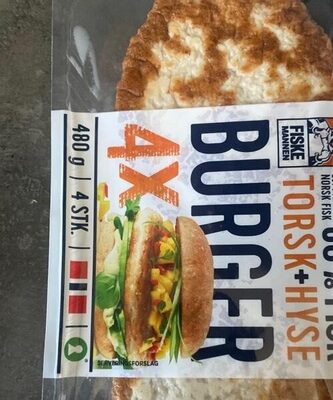 FISKE
MANNEN
NORSK FISK
TORSK+HYSE
BURGER
4X
480 g | 4 STK. |
SERVERINGSFORSLAG